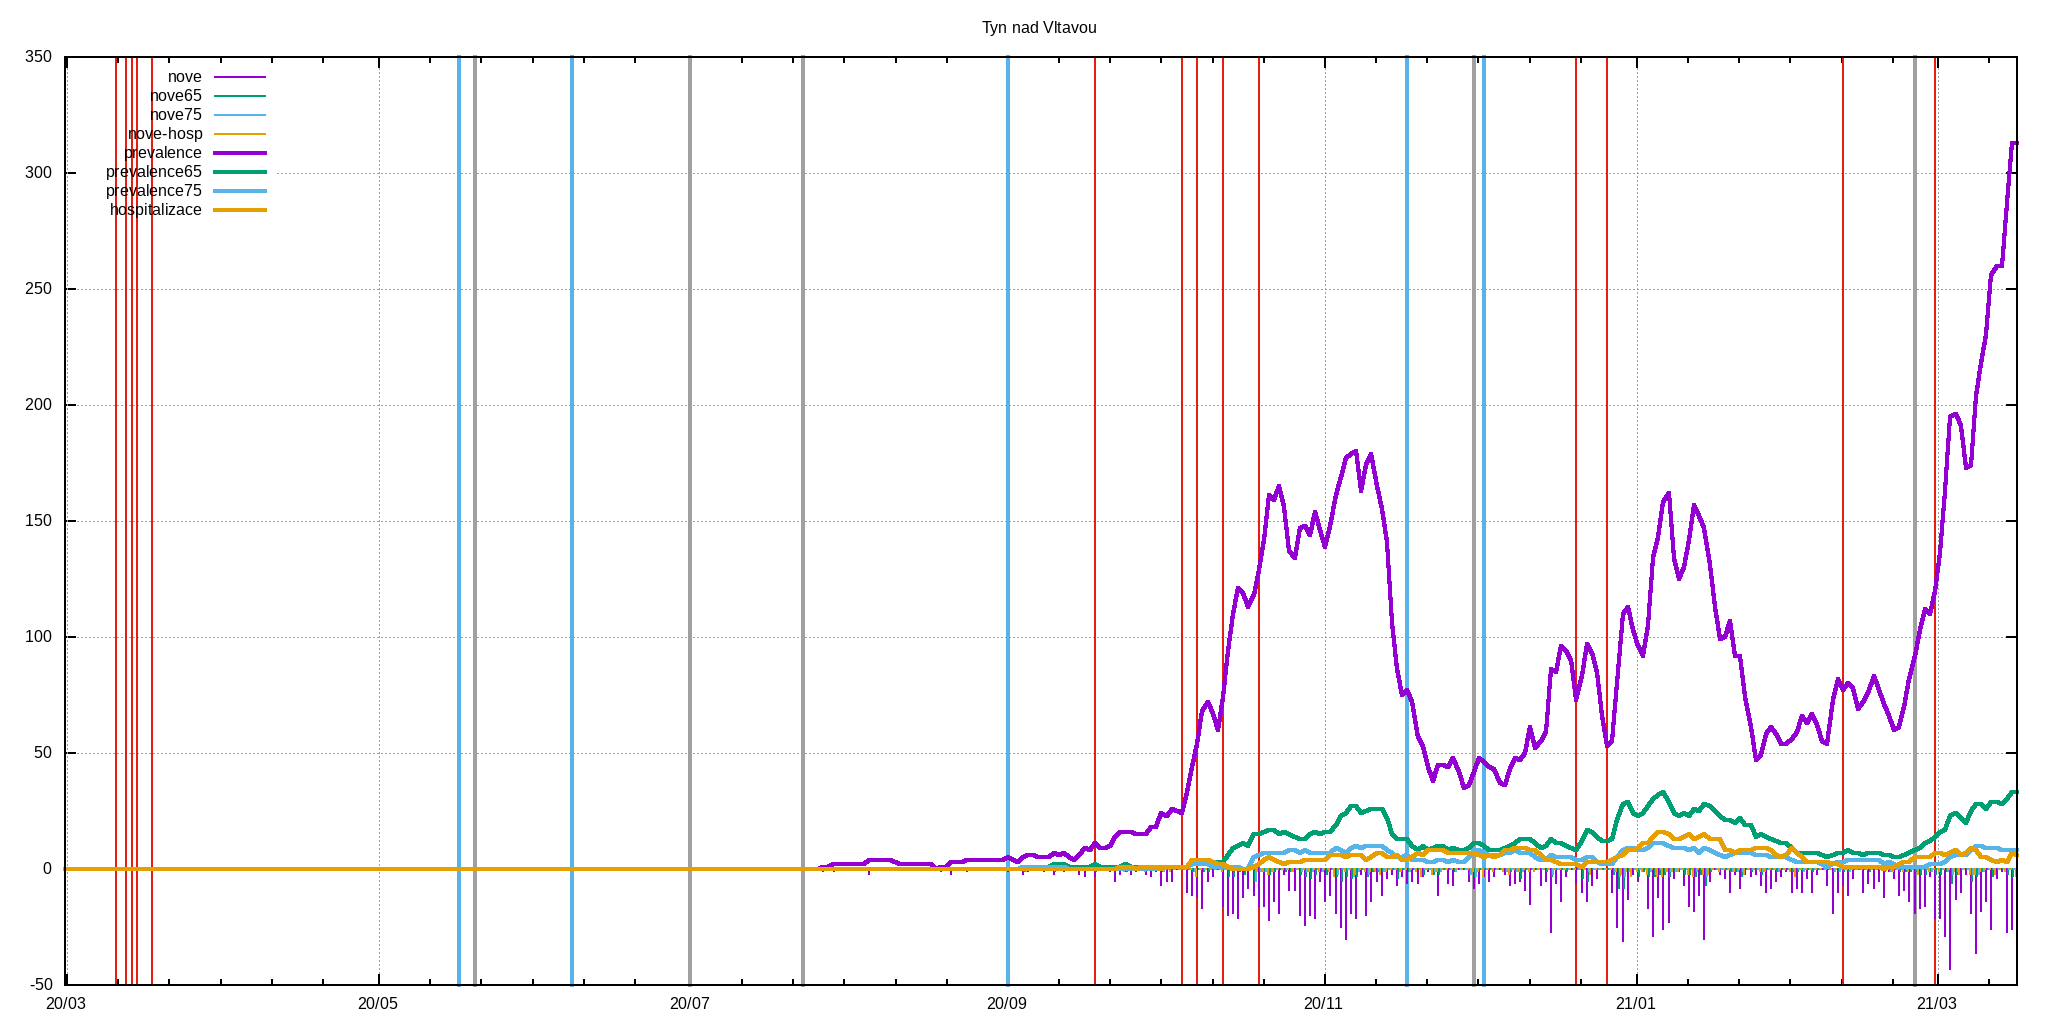 Tyn nad Vltavou
350
300
250
200
150
100
50
0
-50
nove
nove65
nove75
nove-hosp
prevalence
prevalence65
prevalence75
hospitalizace
20/03
20/05
20/07
20/09
20/11
21/01
21/03